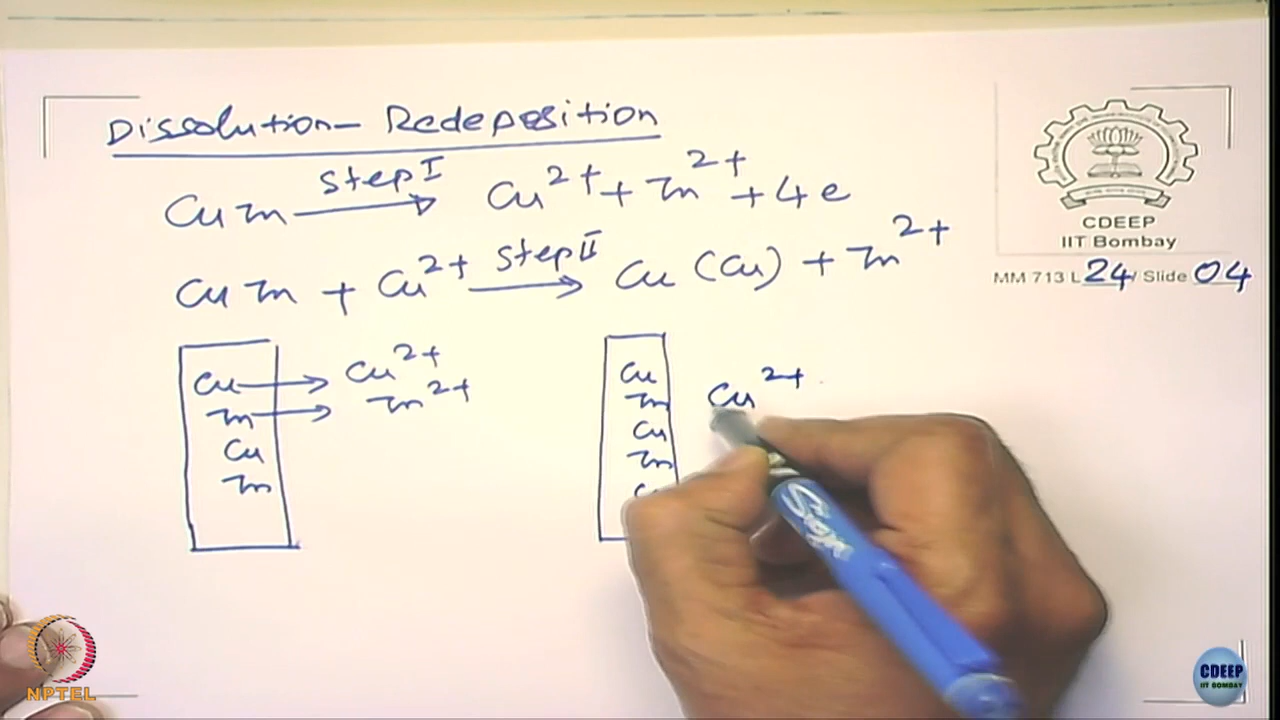 Dissolution- Redeposition
CuZn Step I → Cu2+ + Zn2+ + 4e
CuZn + Cu2+ Step II → Cu (Cu) + Zn2+
Cu → Cu2+
Zn → Zn2+
Cu
Zn
Cu
Zn
Cu
Zn
Cu2+
CDEEP
IIT Bombay
MM 713 L 24/ Slide 04
NPTEL
CDEEP
IIT BOMBAY